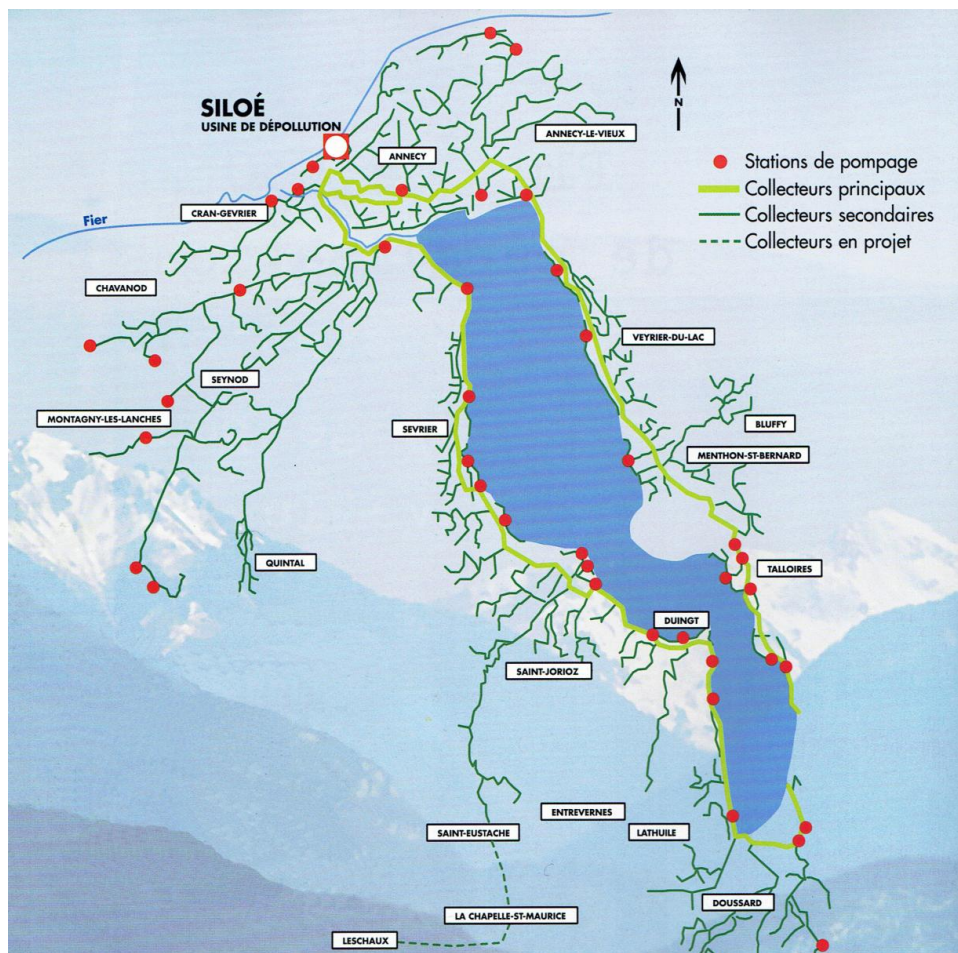 SILOÉ
USINE DE DÉPOLLUTION
N
ANNECY-LE-VIEUX
ANNECY
Stations de pompage
Collecteurs principaux
Collecteurs secondaires
Collecteurs en projet
CRAN-GEVRIER
Fier
CHAVANOD
VEYRIER-DU-LAC
SEYNOD
MONTAGNY-LES-LANCHES
SEVRIER
BLUFFY
MENTHON-ST-BERNARD
QUINTAL
TALLOIRES
DUINGT
SAINT-JORIOZ
ENTREVERNES
SAINT-EUSTACHE
LATHUILE
DOUSSARD
LA CHAPELLE-ST-MAURICE
LESCHAUX